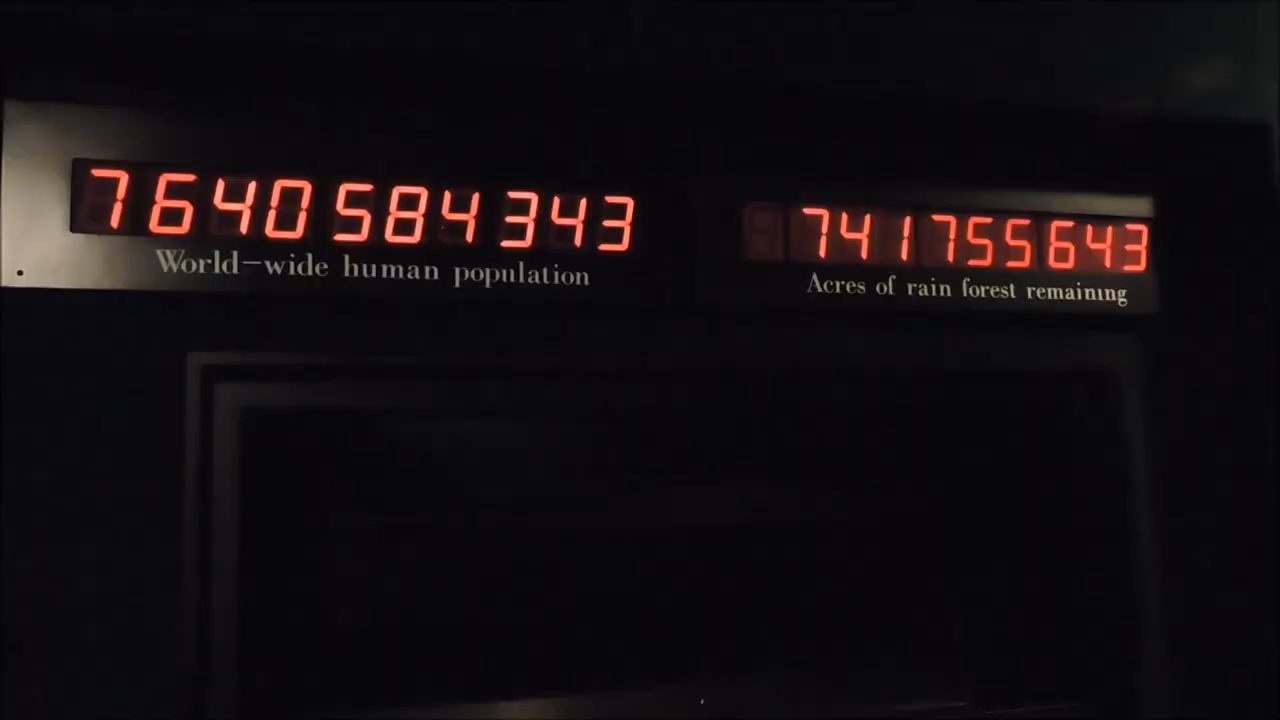 7640584343 741755643
World-wide human population Acres of rain forest remaining